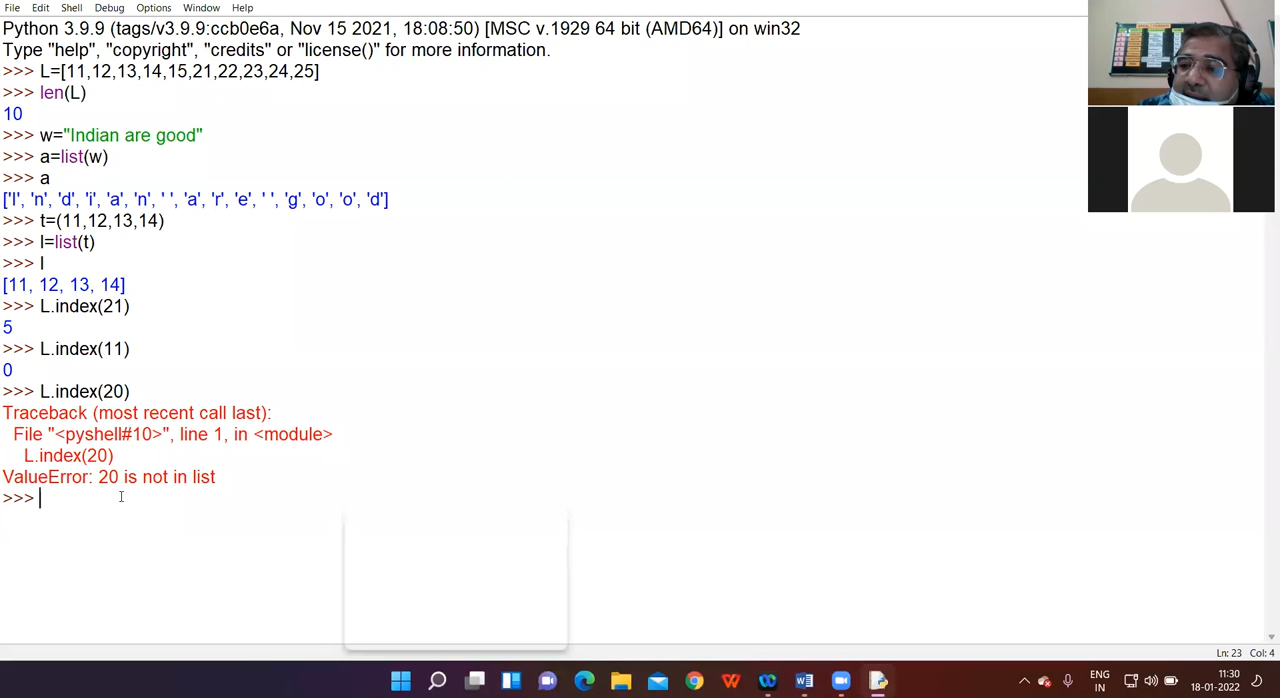 File Edit Shell Debug Options Window Help
Python 3.9.9 (tags/v3.9.9:ccb0e6a, Nov 15 2021, 18:08:50) [MSC v.1929 64 bit (AMD64)] on win32
Type "help", "copyright", "credits" or "license()" for more information.
>>> L=[11,12,13,14,15,21,22,23,24,25]
>>> len(L)
10
>>> w="Indian are good"
>>> a=list(w)
>>> a
['I', 'n', 'd', 'i', 'a', 'n', ' ', 'a', 'r', 'e', ' ', 'g', 'o', 'o', 'd']
>>> t=(11,12,13,14)
>>> l=list(t)
>>> l
[11, 12, 13, 14]
>>> L.index(21)
5
>>> L.index(11)
0
>>> L.index(20)
Traceback (most recent call last):
  File "<pyshell#10>", line 1, in <module>
    L.index(20)
ValueError: 20 is not in list
>>>
Ln: 23 Col: 4
ENG
IN
11:30
18-01-2022